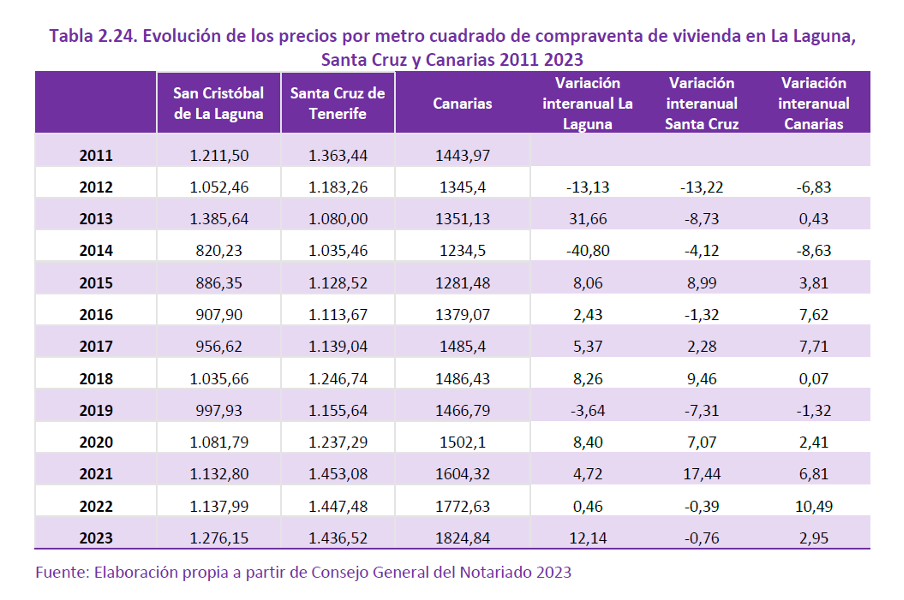 Tabla 2.24. Evolución de los precios por metro cuadrado de compraventa de vivienda en La Laguna,
Santa Cruz y Canarias 2011 2023
San Cristóbal de La Laguna Santa Cruz de Tenerife Canarias Variación interanual La Laguna Variación interanual Santa Cruz Variación interanual Canarias
2011 1.211,50 1.363,44 1443,97
2012 1.052,46 1.183,26 1345,4 -13,13 -13,22 -6,83
2013 1.385,64 1.080,00 1351,13 31,66 -8,73 0,43
2014 820,23 1.035,46 1234,5 -40,80 -4,12 -8,63
2015 886,35 1.128,52 1281,48 8,06 8,99 3,81
2016 907,90 1.113,67 1379,07 2,43 -1,32 7,62
2017 956,62 1.139,04 1485,4 5,37 2,28 7,71
2018 1.035,66 1.246,74 1486,43 8,26 9,46 0,07
2019 997,93 1.155,64 1466,79 -3,64 -7,31 -1,32
2020 1.081,79 1.237,29 1502,1 8,40 7,07 2,41
2021 1.132,80 1.453,08 1604,32 4,72 17,44 6,81
2022 1.137,99 1.447,48 1772,63 0,46 -0,39 10,49
2023 1.276,15 1.436,52 1824,84 12,14 -0,76 2,95
Fuente: Elaboración propia a partir de Consejo General del Notariado 2023